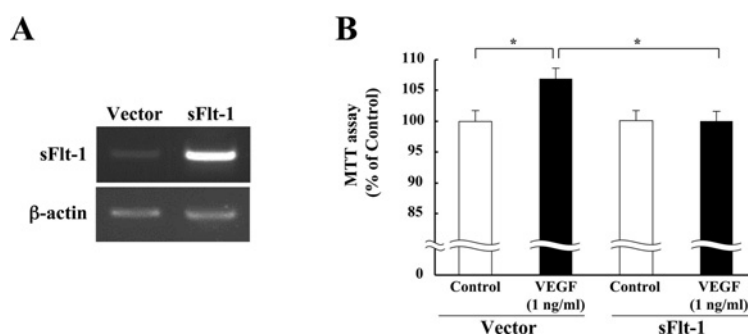 A
Vector sFlt-1
sFlt-1
β-actin
B
MTT assay
(% of Control)
110
105
100
95
90
85
0
*
*
Control VEGF Control VEGF
(1 ng/ml) (1 ng/ml)
Vector sFlt-1